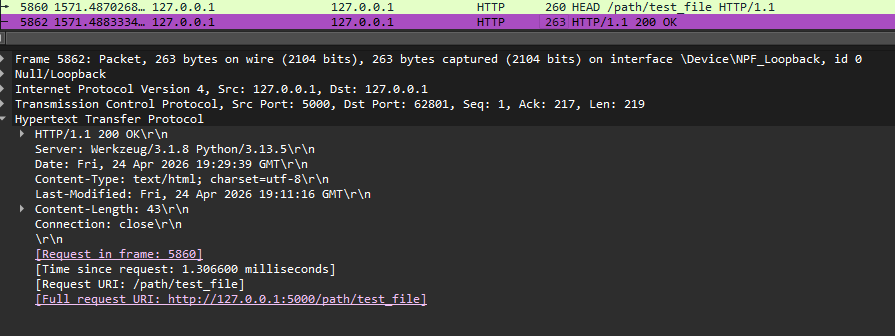 5860 1571.4870268… 127.0.0.1 127.0.0.1 HTTP 260 HEAD /path/test_file HTTP/1.1
5862 1571.4883334… 127.0.0.1 127.0.0.1 HTTP 263 HTTP/1.1 200 OK
Frame 5862: Packet, 263 bytes on wire (2104 bits), 263 bytes captured (2104 bits) on interface \Device\NPF_Loopback, id 0
Null/Loopback
Internet Protocol Version 4, Src: 127.0.0.1, Dst: 127.0.0.1
Transmission Control Protocol, Src Port: 5000, Dst Port: 62801, Seq: 1, Ack: 217, Len: 219
Hypertext Transfer Protocol
HTTP/1.1 200 OK\r\n
Server: Werkzeug/3.1.8 Python/3.13.5\r\n
Date: Fri, 24 Apr 2026 19:29:39 GMT\r\n
Content-Type: text/html; charset=utf-8\r\n
Last-Modified: Fri, 24 Apr 2026 19:11:16 GMT\r\n
Content-Length: 43\r\n
Connection: close\r\n
\r\n
[Request in frame: 5860]
[Time since request: 1.306600 milliseconds]
[Request URI: /path/test_file]
[Full request URI: http://127.0.0.1:5000/path/test_file]